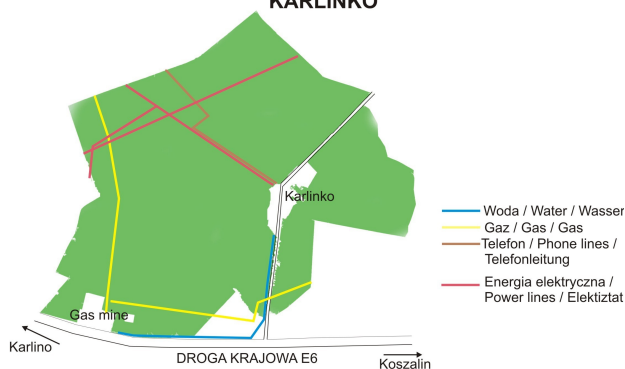 KARLINKO
Karlinko
Woda / Water / Wasser
Gaz / Gas / Gas
Telefon / Phone lines /
Telefonleitung
Energia elektryczna /
Power lines / Elektiztat
Gas mine
Karlino
DROGA KRAJOWA E6
Koszalin